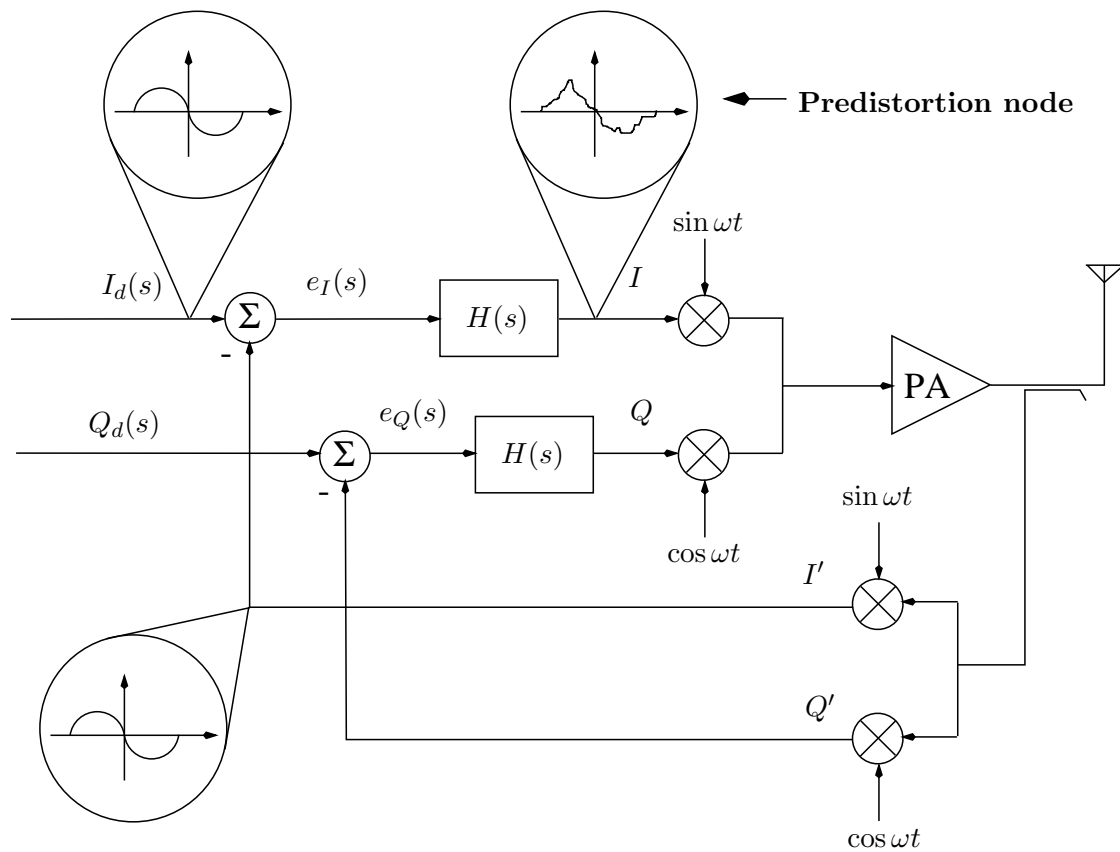 Predistortion node
sin ωt
I_d(s)
e_I(s)
I
Σ
H(s)
-
PA
Q_d(s)
e_Q(s)
Q
Σ
H(s)
-
sin ωt
cos ωt
I′
Q′
cos ωt